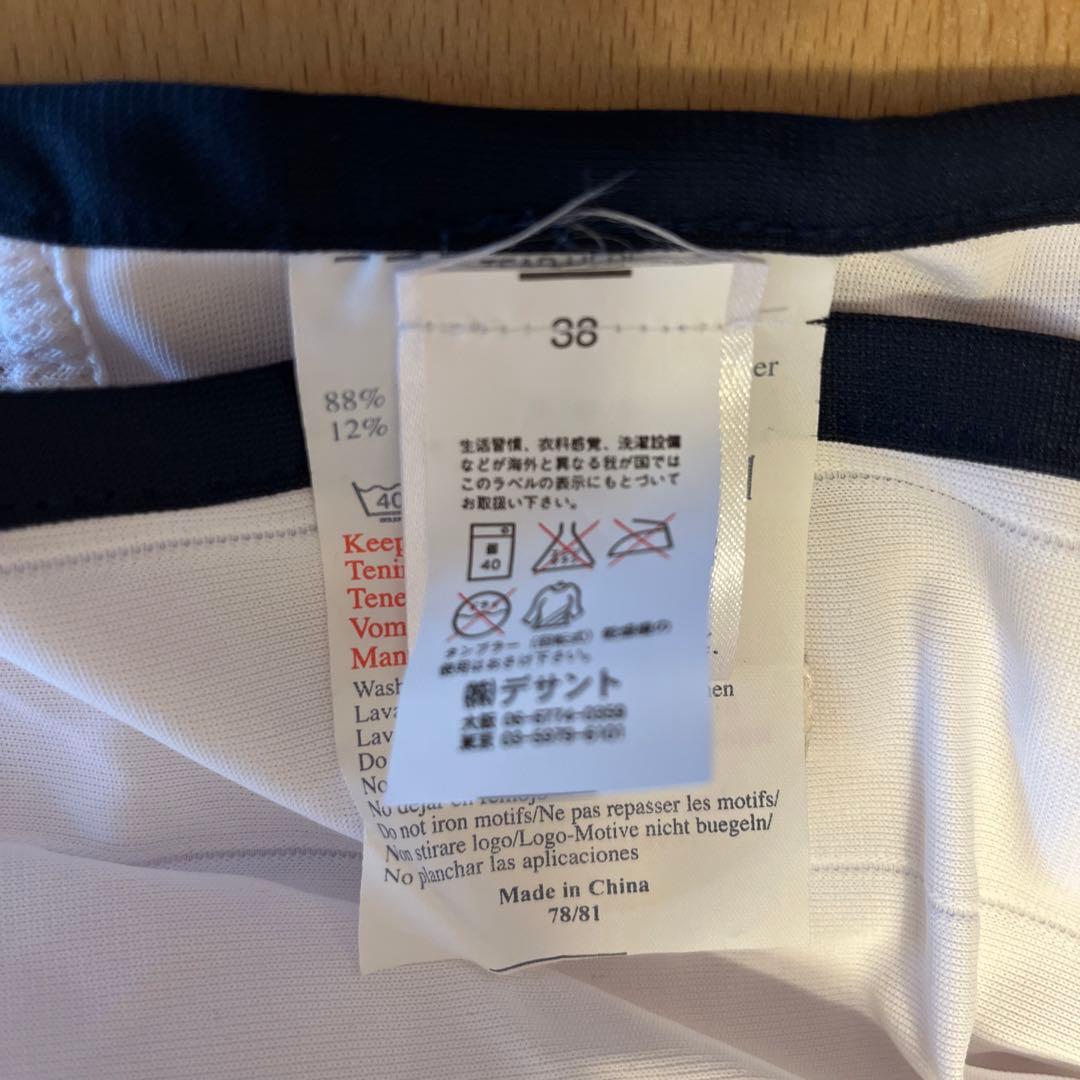 38
生活習慣、衣料感覚、洗濯設備
などが海外と異なる我が国では
このラベルの表示にもとづいて
お取扱い下さい。
40
タンブラー（回転式）乾燥機の
使用はおさけ下さい。
㈱デサント
大阪
東京
er
88%
12%
40
Keep
Tenir
Tene
Vom
Man
Wash
Lava
Lav
Do
No
en
No dejar en remojo
Do not iron motifs/Ne pas repasser les motifs/
Non stirare logo/Logo-Motive nicht buegeln/
No planchar las aplicaciones
Made in China
78/81